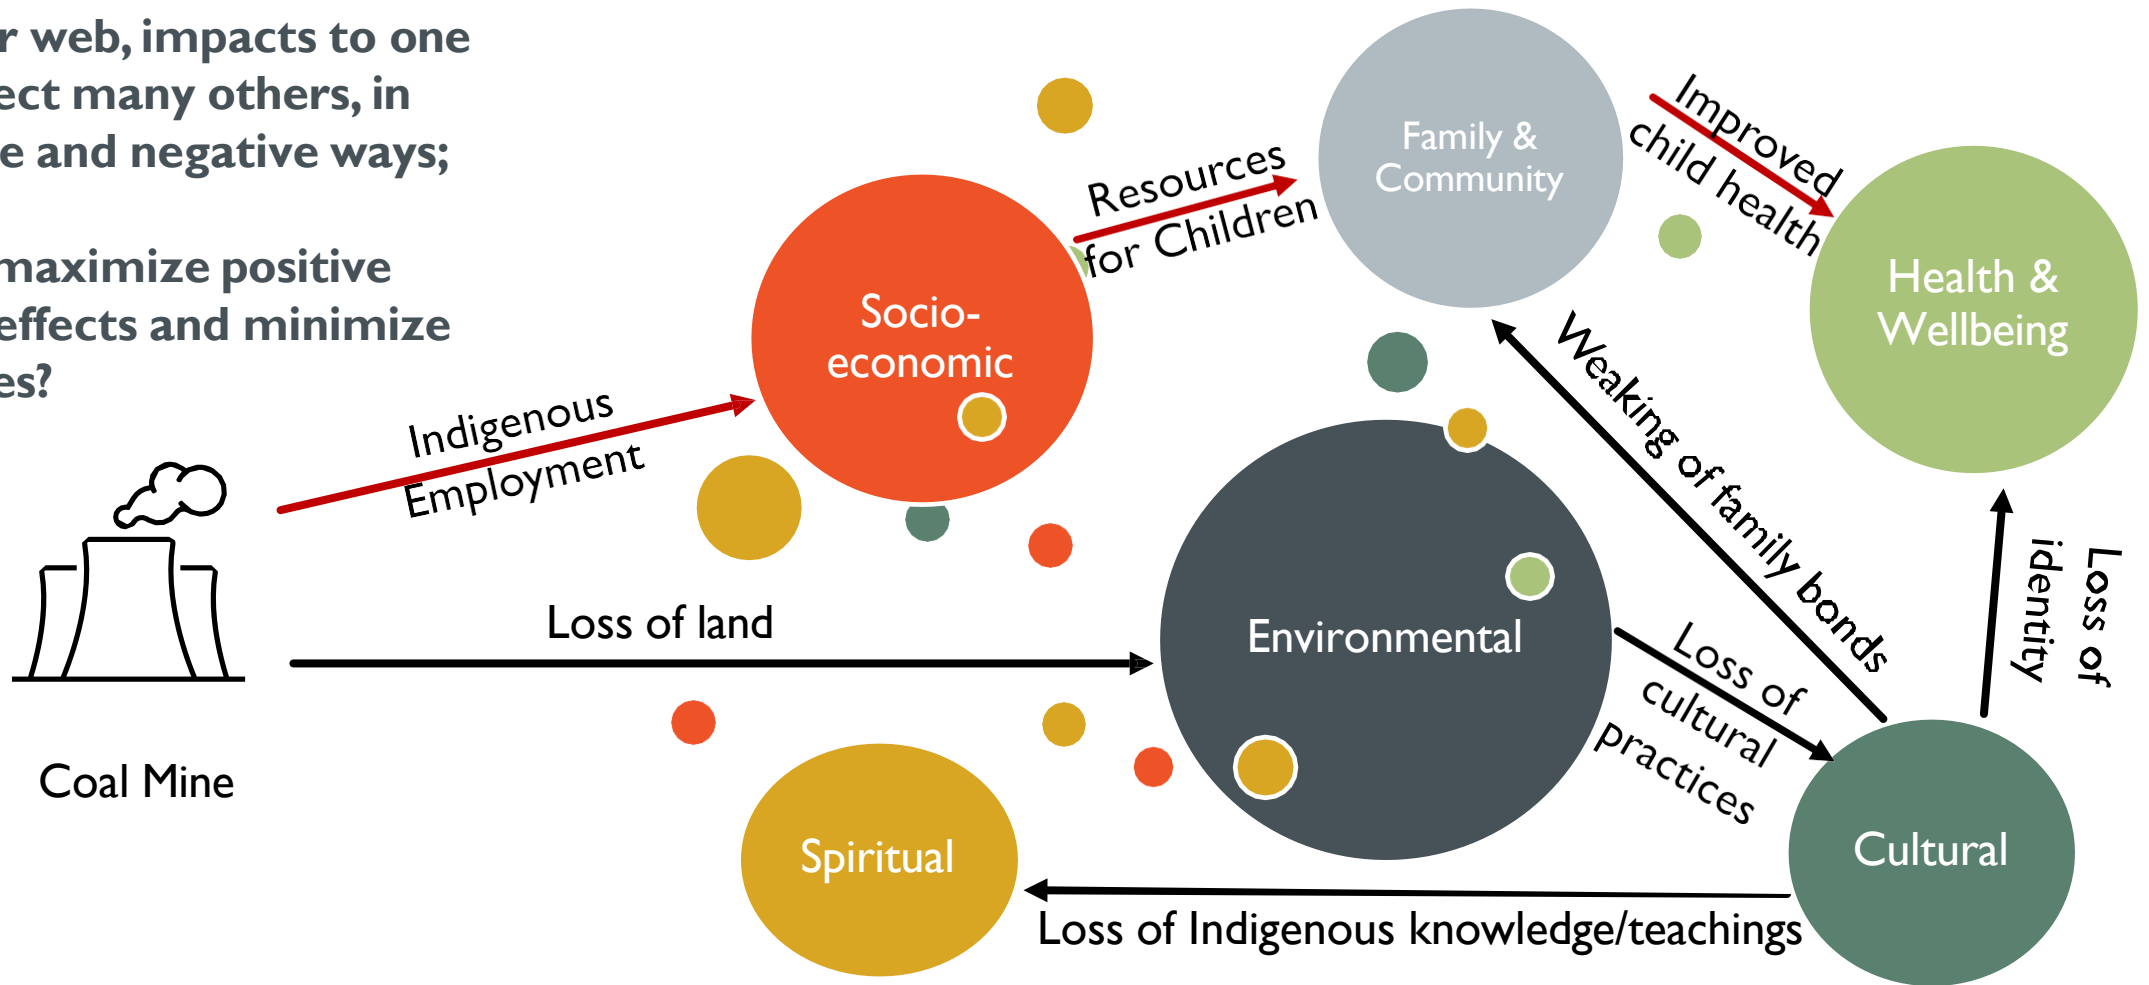 r web, impacts to one
ect many others, in
e and negative ways;
maximize positive
effects and minimize
es?
Resources
for Children
Family &
Community
Improved
child health
Socio-
economic
Health &
Wellbeing
Indigenous
Employment
Weaking of family bonds
Loss of
identity
Loss of land
Environmental
Loss of
cultural
practices
Coal Mine
Spiritual
Cultural
Loss of Indigenous knowledge/teachings